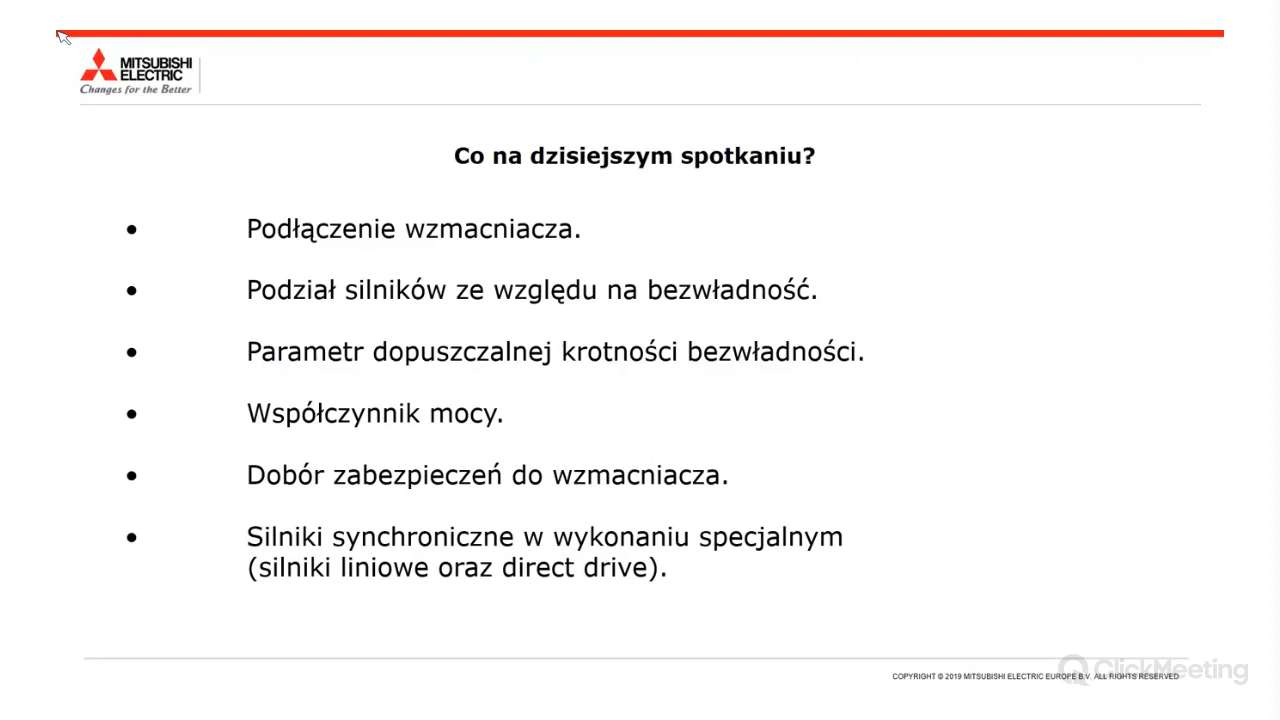 MITSUBISHI
ELECTRIC
Changes for the Better
Co na dzisiejszym spotkaniu?
• Podłączenie wzmacniacza.
• Podział silników ze względu na bezwładność.
• Parametr dopuszczalnej krotności bezwładności.
• Współczynnik mocy.
• Dobór zabezpieczeń do wzmacniacza.
• Silniki synchroniczne w wykonaniu specjalnym
(silniki liniowe oraz direct drive).
COPYRIGHT © 2019 MITSUBISHI ELECTRIC EUROPE B.V. ALL RIGHTS RESERVED
ClickMeeting